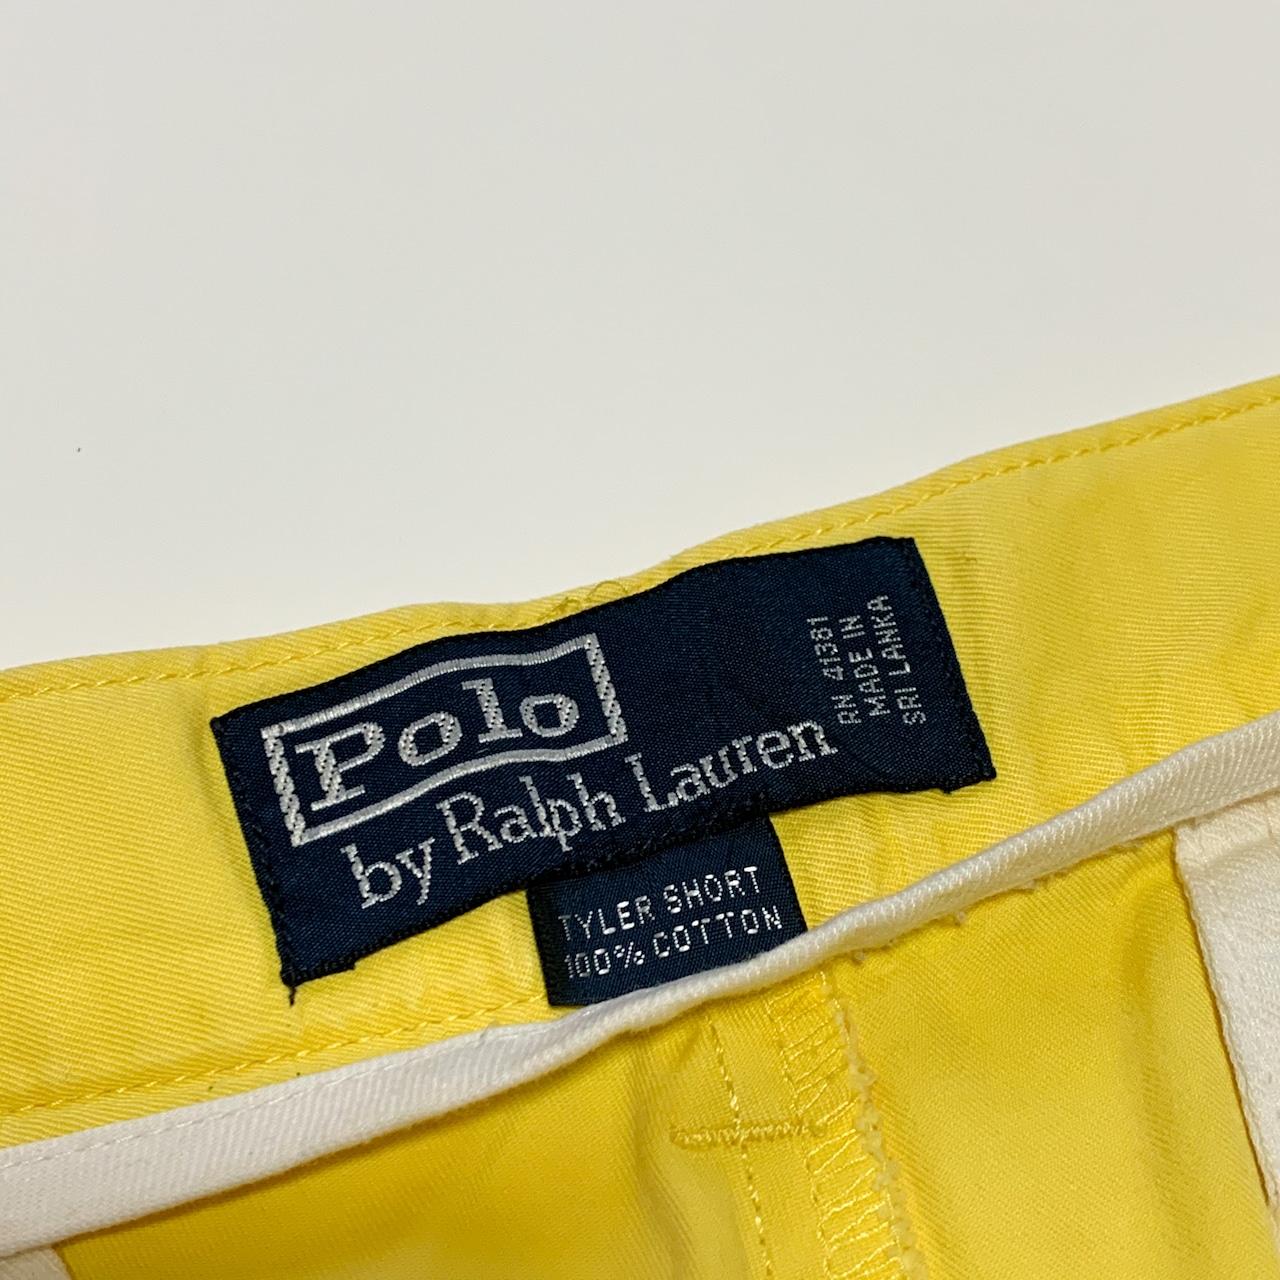 Polo
by Ralph Lauren
RN 41381
MADE IN
SRI LANKA
TYLER SHORT
100% COTTON